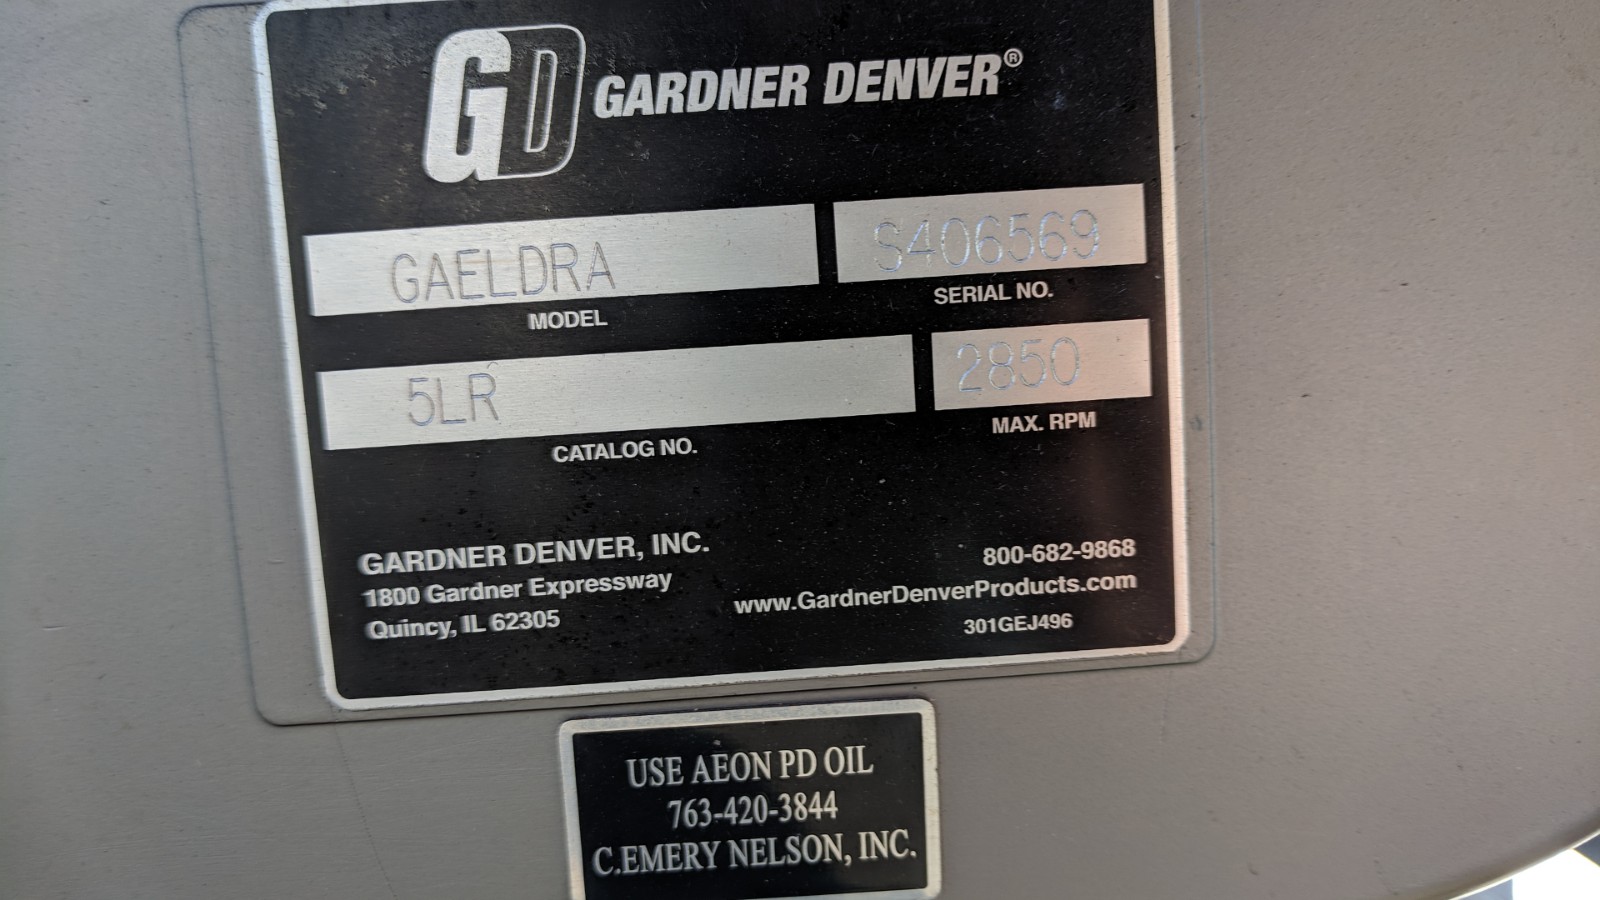 GD GARDNER DENVER®
GAELDRA
S406569
MODEL
SERIAL NO.
5LR
2850
CATALOG NO.
MAX. RPM
GARDNER DENVER, INC.
1800 Gardner Expressway
Quincy, IL 62305
800-682-9868
www.GardnerDenverProducts.com
301GEJ496
USE AEON PD OIL
763-420-3844
C.EMERY NELSON, INC.